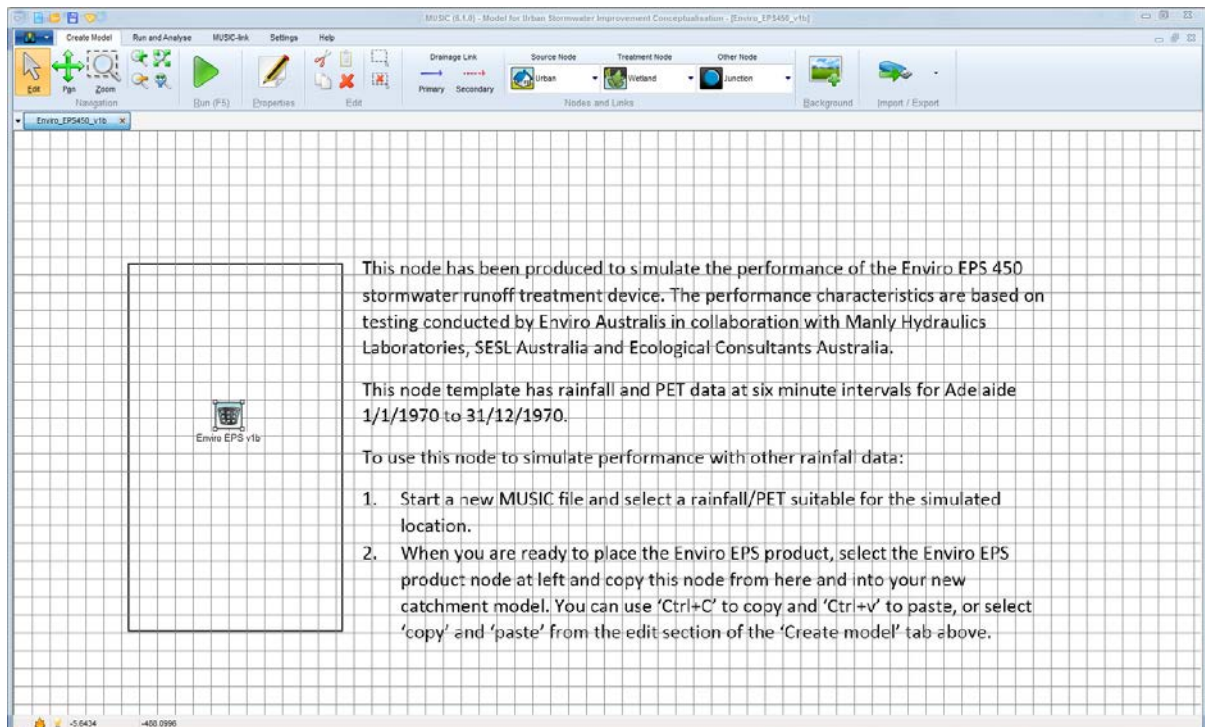 MUSIC (6.1.0) - Model for Urban Stormwater Improvement Conceptualisation - [Enviro_EPS450_v1b]
Create Model Run and Analyse MUSIC-link Settings Help
Drainage Link Source Node Treatment Node Other Node
Urban Wetland Junction
Edit Pan Zoom Run (F5) Properties Primary Secondary
Navigation Edit Nodes and Links Background Import / Export
Enviro_EPS450_v1b
This node has been produced to simulate the performance of the Enviro EPS 450
stormwater runoff treatment device. The performance characteristics are based on
testing conducted by Enviro Australis in collaboration with Manly Hydraulics
Laboratories, SESL Australia and Ecological Consultants Australia.
This node template has rainfall and PET data at six minute intervals for Adelaide
1/1/1970 to 31/12/1970.
Enviro EPS v1b
To use this node to simulate performance with other rainfall data:
1. Start a new MUSIC file and select a rainfall/PET suitable for the simulated
location.
2. When you are ready to place the Enviro EPS product, select the Enviro EPS
product node at left and copy this node from here and into your new
catchment model. You can use ‘Ctrl+C’ to copy and ‘Ctrl+v’ to paste, or select
‘copy’ and ‘paste’ from the edit section of the ‘Create model’ tab above.
-5.6434 -488.0996